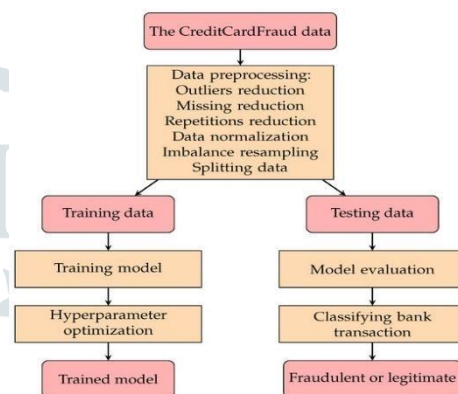 The CreditCardFraud data
Data preprocessing:
Outliers reduction
Missing reduction
Repetitions reduction
Data normalization
Imbalance resampling
Splitting data
Training data
Testing data
Training model
Model evaluation
Hyperparameter
optimization
Classifying bank
transaction
Trained model
Fraudulent or legitimate